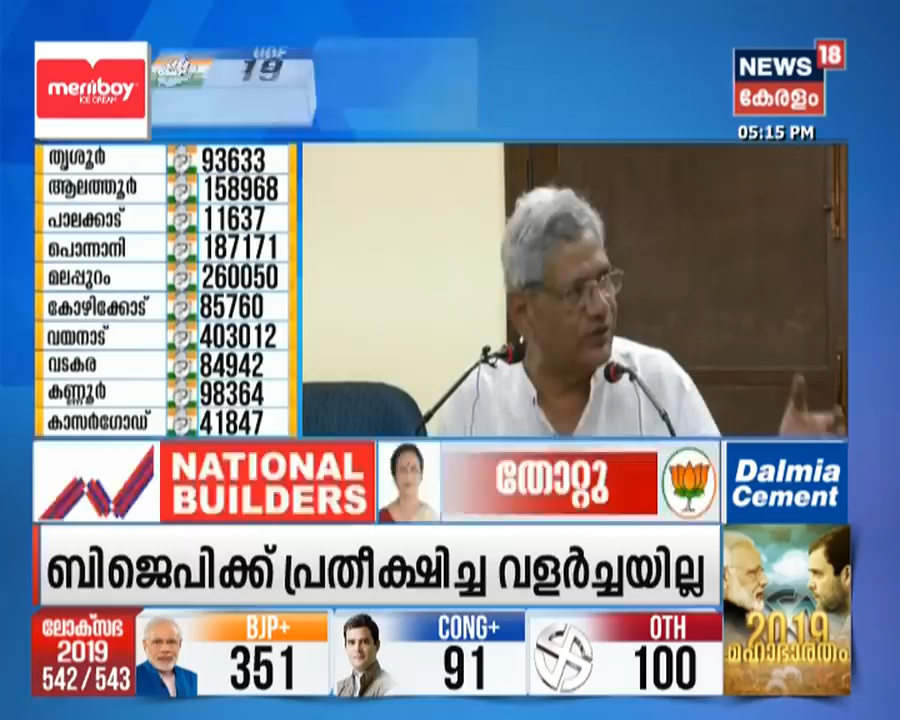 merriboy
ICE CREAM
UDF
19
NEWS 18
കേരളം
05:15 PM
തൃശൂർ 93633
ആലത്തൂർ 158968
പാലക്കാട് 11637
പൊന്നാനി 187171
മലപ്പുറം 260050
കോഴിക്കോട് 85760
വയനാട് 403012
വടകര 84942
കണ്ണൂർ 98364
കാസർഗോഡ് 41847
NATIONAL
BUILDERS
തോറ്റു
Dalmia
Cement
ബിജെപിക്ക് പ്രതീക്ഷിച്ച വളർച്ചയില്ല
ലോക്സഭ
2019
542/543
BJP+
351
CONG+
91
OTH
100
2019
മഹാഭാരതം